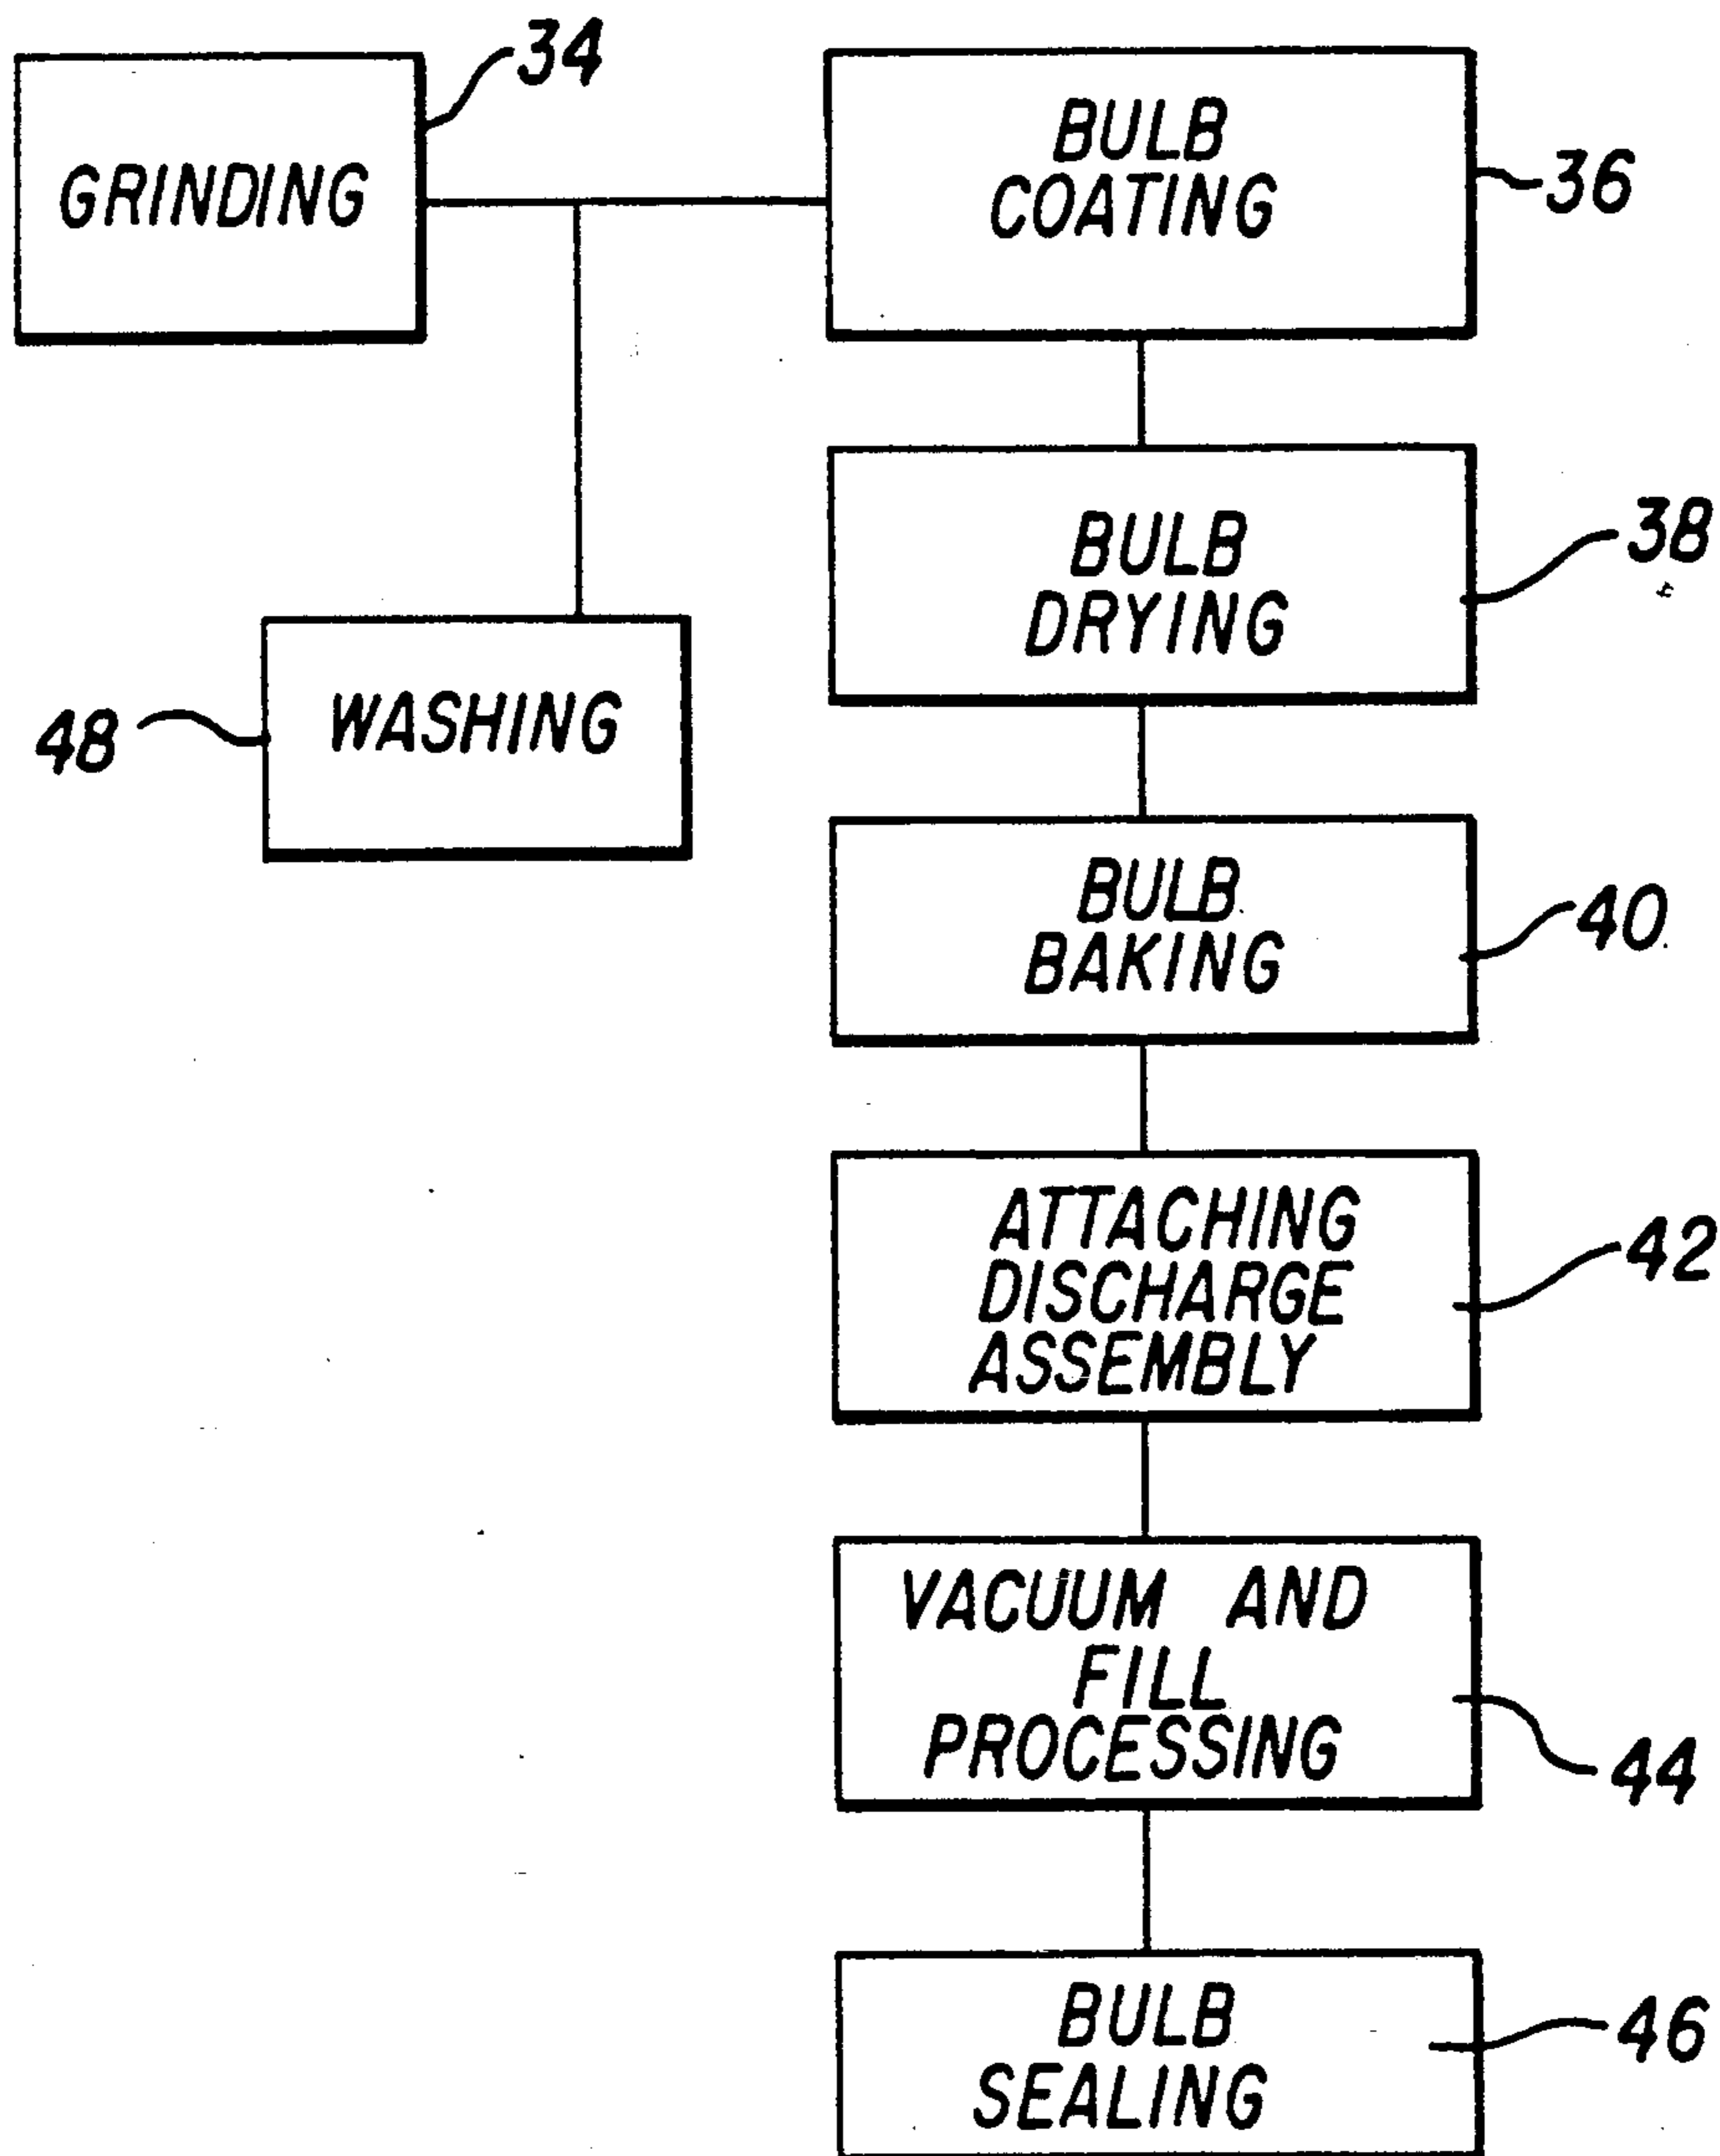 34
GRINDING
BULB
COATING
36
BULB
DRYING
38
WASHING
48
BULB
BAKING
40
ATTACHING
DISCHARGE
ASSEMBLY
42
VACUUM AND
FILL
PROCESSING
44
BULB
SEALING
46